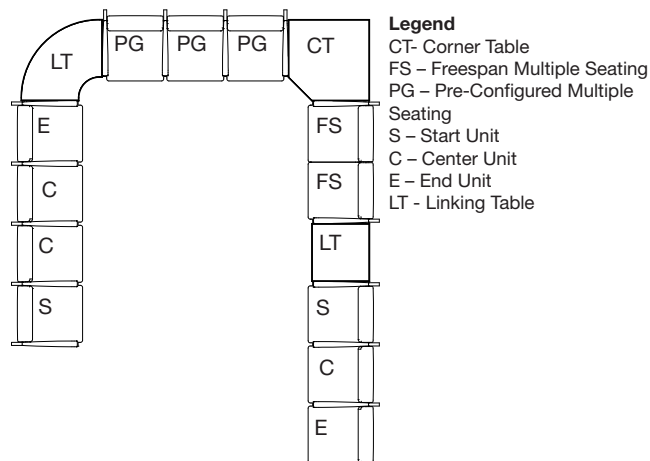 LT
PG PG PG
CT
E
C
C
S
FS
FS
LT
S
C
E
Legend
CT- Corner Table
FS – Freespan Multiple Seating
PG – Pre-Configured Multiple
Seating
S – Start Unit
C – Center Unit
E – End Unit
LT - Linking Table